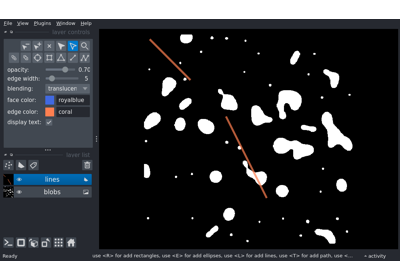 File View Plugins Window Help
layer controls
opacity: 0.70
edge width: 5
blending: translucen
face color: royalblue
edge color: coral
display text:
layer list
lines
blobs
Ready use <R> for add rectangles, use <E> for add ellipses, use <L> for add lines, use <T> for add path, use <... activity